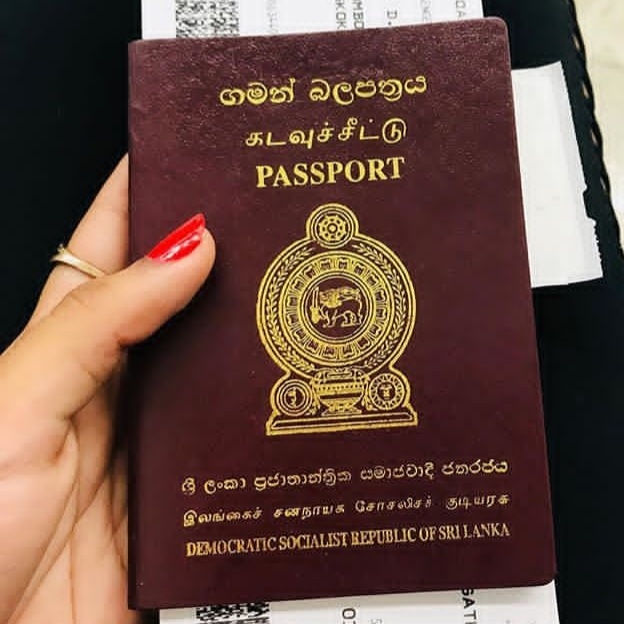 ගමන් බලපත්‍රය
கடவுச்சீட்டு
PASSPORT
ශ්‍රී ලංකා ප්‍රජාතාන්ත්‍රික සමාජවාදී ජනරජය
இலங்கைச் சனநாயக சோசலிசக் குடியரசு
DEMOCRATIC SOCIALIST REPUBLIC OF SRI LANKA